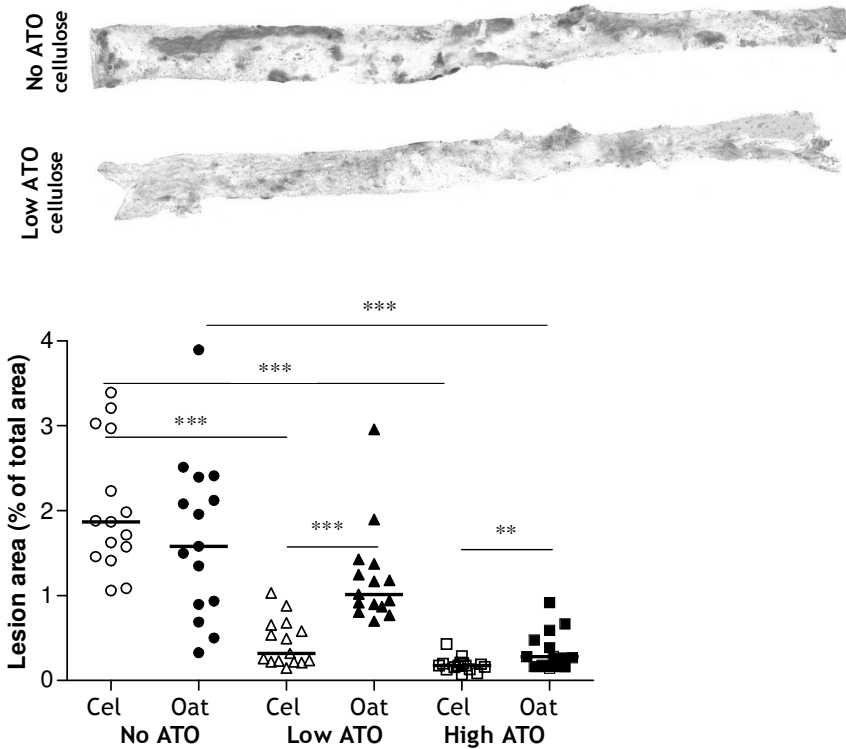 No ATO
cellulose
Low ATO
cellulose
***
***
***
***
**
Lesion area (% of total area)
4
3
2
1
0
Cel Oat Cel Oat Cel Oat
No ATO Low ATO High ATO